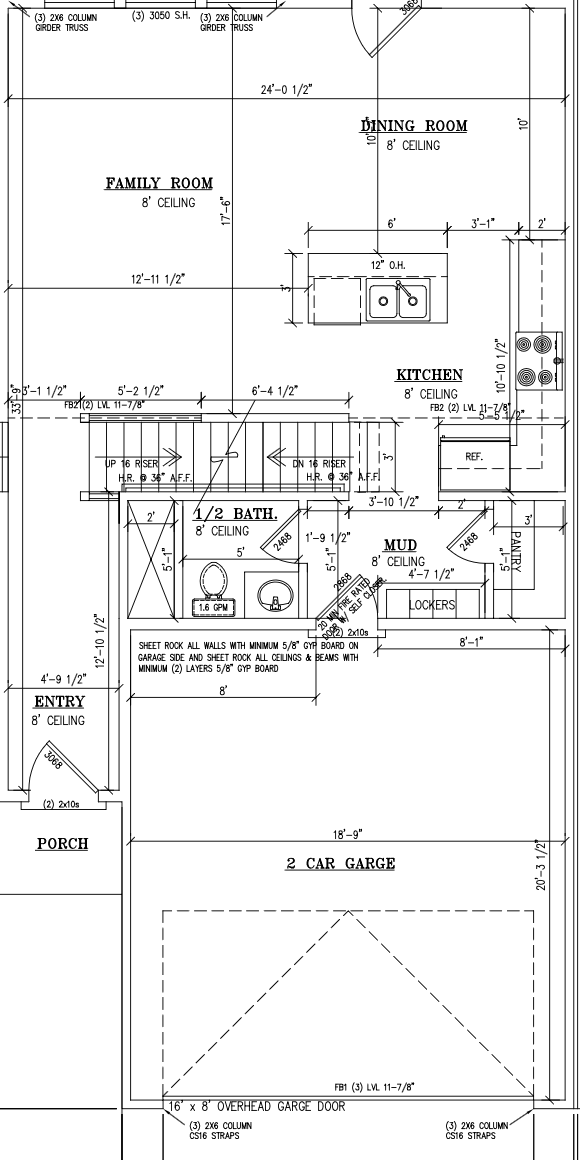 (3) 2X6 COLUMN
GIRDER TRUSS
(3) 3050 S.H.
(3) 2X6 COLUMN
GIRDER TRUSS
3068
24'-0 1/2"
DINING ROOM
8' CEILING
10'
10'
FAMILY ROOM
8' CEILING
17'-6"
6'
3'-1"
2'
12" O.H.
12'-11 1/2"
3'
KITCHEN
8' CEILING
10'-10 1/2"
33'-9"
3'-1 1/2"
5'-2 1/2"
6'-4 1/2"
FB2 (2) LVL 11-7/8"
FB2 (2) LVL 11-7/8"
5'-5 1/2"
UP 16 RISER
H.R. @ 36" A.F.F.
DN 16 RISER
H.R. @ 36" A.F.F.
3'
REF.
3'-10 1/2"
2'
3'
2'
1/2 BATH.
8' CEILING
5'-1"
5'
2468
1'-9 1/2"
5'-1"
MUD
8' CEILING
2468
5'-1"
PANTRY
4'-7 1/2"
1.6 GPM
2868
20 MIN FIRE RATED
DOOR W/ SELF CLOSER.
LOCKERS
(2) 2x10s
SHEET ROCK ALL WALLS WITH MINIMUM 5/8" GYP BOARD ON
GARAGE SIDE AND SHEET ROCK ALL CEILINGS & BEAMS WITH
MINIMUM (2) LAYERS 5/8" GYP BOARD
8'-1"
12'-10 1/2"
4'-9 1/2"
8'
ENTRY
8' CEILING
3068
(2) 2x10s
PORCH
18'-9"
2 CAR GARGE
20'-3 1/2"
FB1 (3) LVL 11-7/8"
16' x 8' OVERHEAD GARGE DOOR
(3) 2X6 COLUMN
CS16 STRAPS
(3) 2X6 COLUMN
CS16 STRAPS